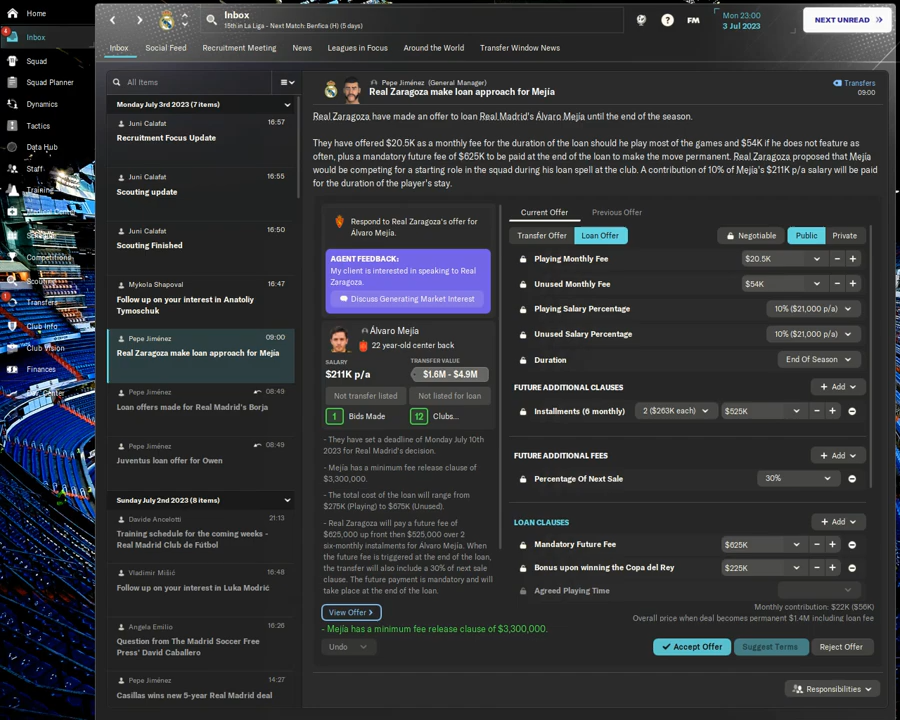 Home
Inbox
15th in La Liga - Next Match: Benfica (H) (5 days)
FM
Mon 23:00
3 Jul 2023
NEXT UNREAD
4
Inbox
Squad
Squad Planner
Dynamics
Tactics
Data Hub
Staff
Training
Competitions
1
Transfers
Club Info
Club Vision
Finances
Inbox
Social Feed
Recruitment Meeting
News
Leagues in Focus
Around the World
Transfer Window News
All Items
Monday July 3rd 2023 (7 items)
Juni Calafat
16:57
Recruitment Focus Update
Juni Calafat
16:55
Scouting update
Juni Calafat
16:50
Scouting Finished
Mykola Shapoval
16:47
Follow up on your interest in Anatoliy
Tymoschuk
Pepe Jiménez
09:00
Real Zaragoza make loan approach for Mejía
Pepe Jiménez
08:49
Loan offers made for Real Madrid's Borja
Pepe Jiménez
08:49
Juventus loan offer for Owen
Sunday July 2nd 2023 (8 items)
Davide Ancelotti
21:13
Training schedule for the coming weeks -
Real Madrid Club de Fútbol
Vladimir Mišić
16:48
Follow up on your interest in Luka Modrić
Angela Emilio
16:26
Question from The Madrid Soccer Free
Press' David Caballero
Pepe Jiménez
14:27
Casillas wins new 5-year Real Madrid deal
Pepe Jiménez (General Manager)
Real Zaragoza make loan approach for Mejía
Transfers
09:00
Real Zaragoza have made an offer to loan Real Madrid's Álvaro Mejía until the end of the season.
They have offered $20.5K as a monthly fee for the duration of the loan should he play most of the games and $54K if he does not feature as
often, plus a mandatory future fee of $625K to be paid at the end of the loan to make the move permanent. Real Zaragoza proposed that Mejía
would be competing for a starting role in the squad during his loan spell at the club. A contribution of 10% of Mejía's $211K p/a salary will be paid
for the duration of the player's stay.
Respond to Real Zaragoza's offer for
Álvaro Mejía.
AGENT FEEDBACK:
My client is interested in speaking to Real
Zaragoza.
Discuss Generating Market Interest
Álvaro Mejía
22 year-old center back
SALARY
TRANSFER VALUE
$211K p/a
$1.6M - $4.9M
Not transfer listed
Not listed for loan
1
Bids Made
12
Clubs...
- They have set a deadline of Monday July 10th
2023 for Real Madrid's decision.
- Mejía has a minimum fee release clause of
$3,300,000.
- The total cost of the loan will range from
$275K (Playing) to $675K (Unused).
- Real Zaragoza will pay a future fee of
$625,000 up front then $525,000 over 2
six-monthly instalments for Álvaro Mejía. When
the future fee is triggered at the end of the loan,
the transfer will also include a 30% of next sale
clause. The future payment is mandatory and will
take place at the end of the loan.
View Offer >
- Mejía has a minimum fee release clause of $3,300,000.
Undo
Current Offer
Previous Offer
Transfer Offer
Loan Offer
Negotiable
Public
Private
Playing Monthly Fee
$20.5K
Unused Monthly Fee
$54K
Playing Salary Percentage
10% ($21,000 p/a)
Unused Salary Percentage
10% ($21,000 p/a)
Duration
End Of Season
FUTURE ADDITIONAL CLAUSES
+ Add
Installments (6 monthly)
2 ($263K each)
$525K
FUTURE ADDITIONAL FEES
+ Add
Percentage Of Next Sale
30%
LOAN CLAUSES
+ Add
Mandatory Future Fee
$625K
Bonus upon winning the Copa del Rey
$225K
Agreed Playing Time
Monthly contribution: $22K ($56K)
Overall price when deal becomes permanent $1.4M including loan fee
Accept Offer
Suggest Terms
Reject Offer
Responsibilities